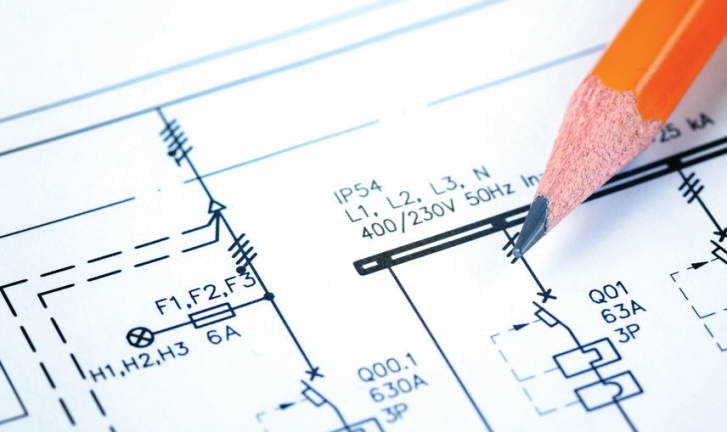 IP54
L1, L2, L3, N
400/230V 50Hz In=
25 kA
F1,F2,F3
6A
H1,H2,H3
Q00.1
630A
3P
Q01
63A
3P